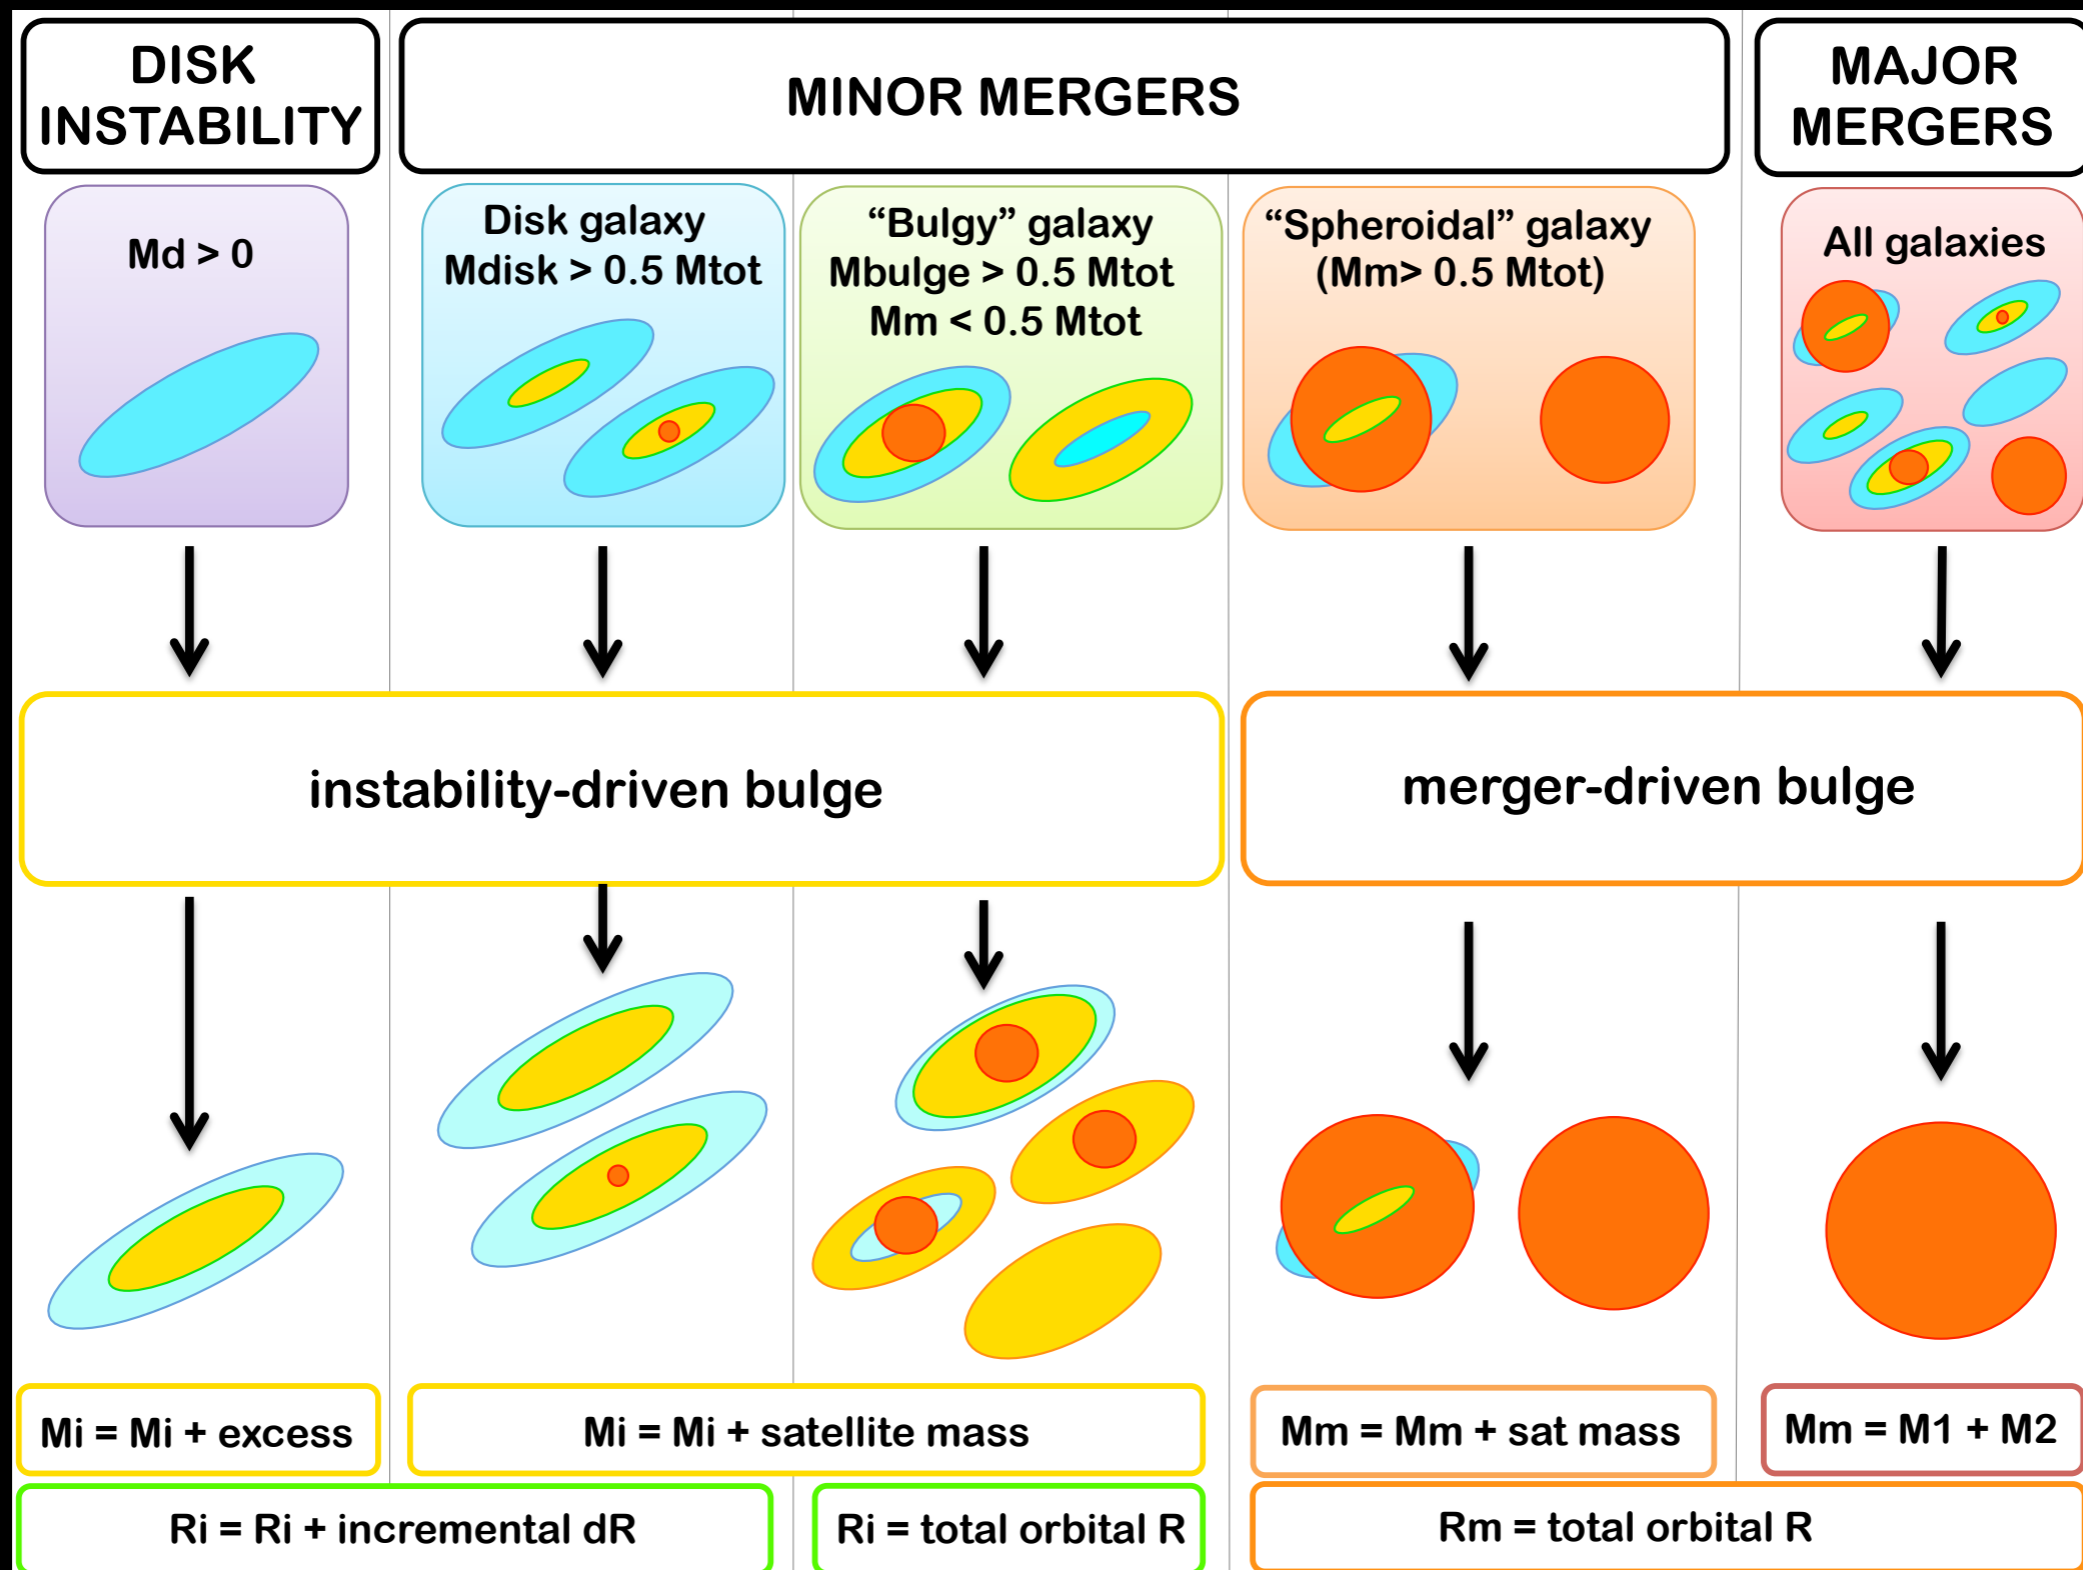 DISK
INSTABILITY
MINOR MERGERS
MAJOR
MERGERS
Md > 0
Disk galaxy
Mdisk > 0.5 Mtot
“Bulgy” galaxy
Mbulge > 0.5 Mtot
Mm < 0.5 Mtot
“Spheroidal” galaxy
(Mm> 0.5 Mtot)
All galaxies
instability-driven bulge
merger-driven bulge
Mi = Mi + excess
Mi = Mi + satellite mass
Mm = Mm + sat mass
Mm = M1 + M2
Ri = Ri + incremental dR
Ri = total orbital R
Rm = total orbital R